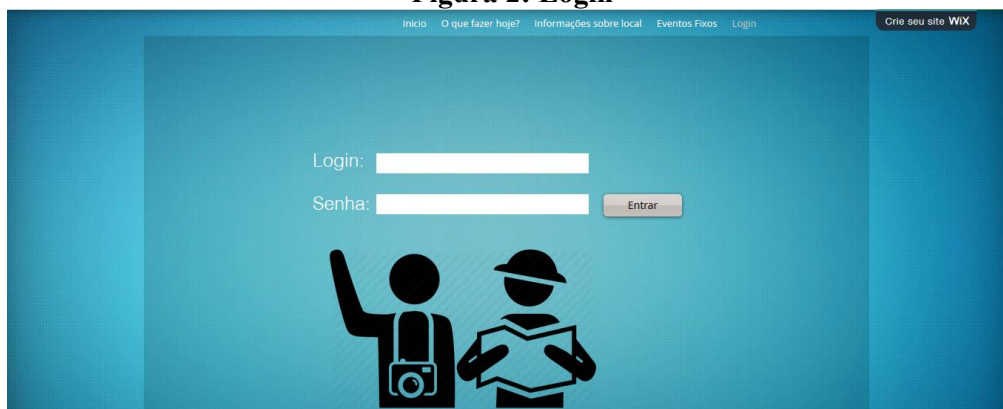 Figura 2: Login
Inicio O que fazer hoje? Informações sobre local Eventos Fixos Login
Crie seu site WiX
Login:
Senha:
Entrar